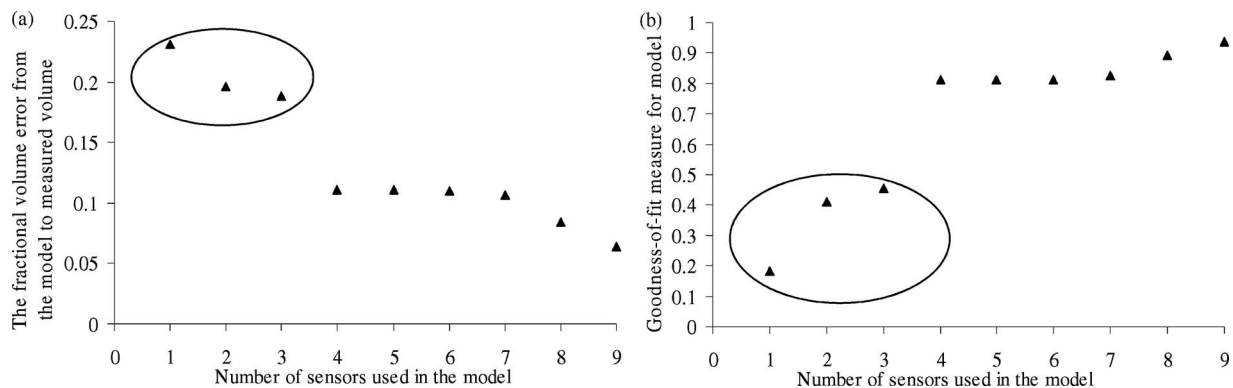 (a)
The fractional volume error from
the model to measured volume
0.25
0.2
0.15
0.1
0.05
0
0 1 2 3 4 5 6 7 8 9
Number of sensors used in the model
(b)
Goodness-of-fit measure for model
1
0.9
0.8
0.7
0.6
0.5
0.4
0.3
0.2
0.1
0
0 1 2 3 4 5 6 7 8 9
Number of sensors used in the model